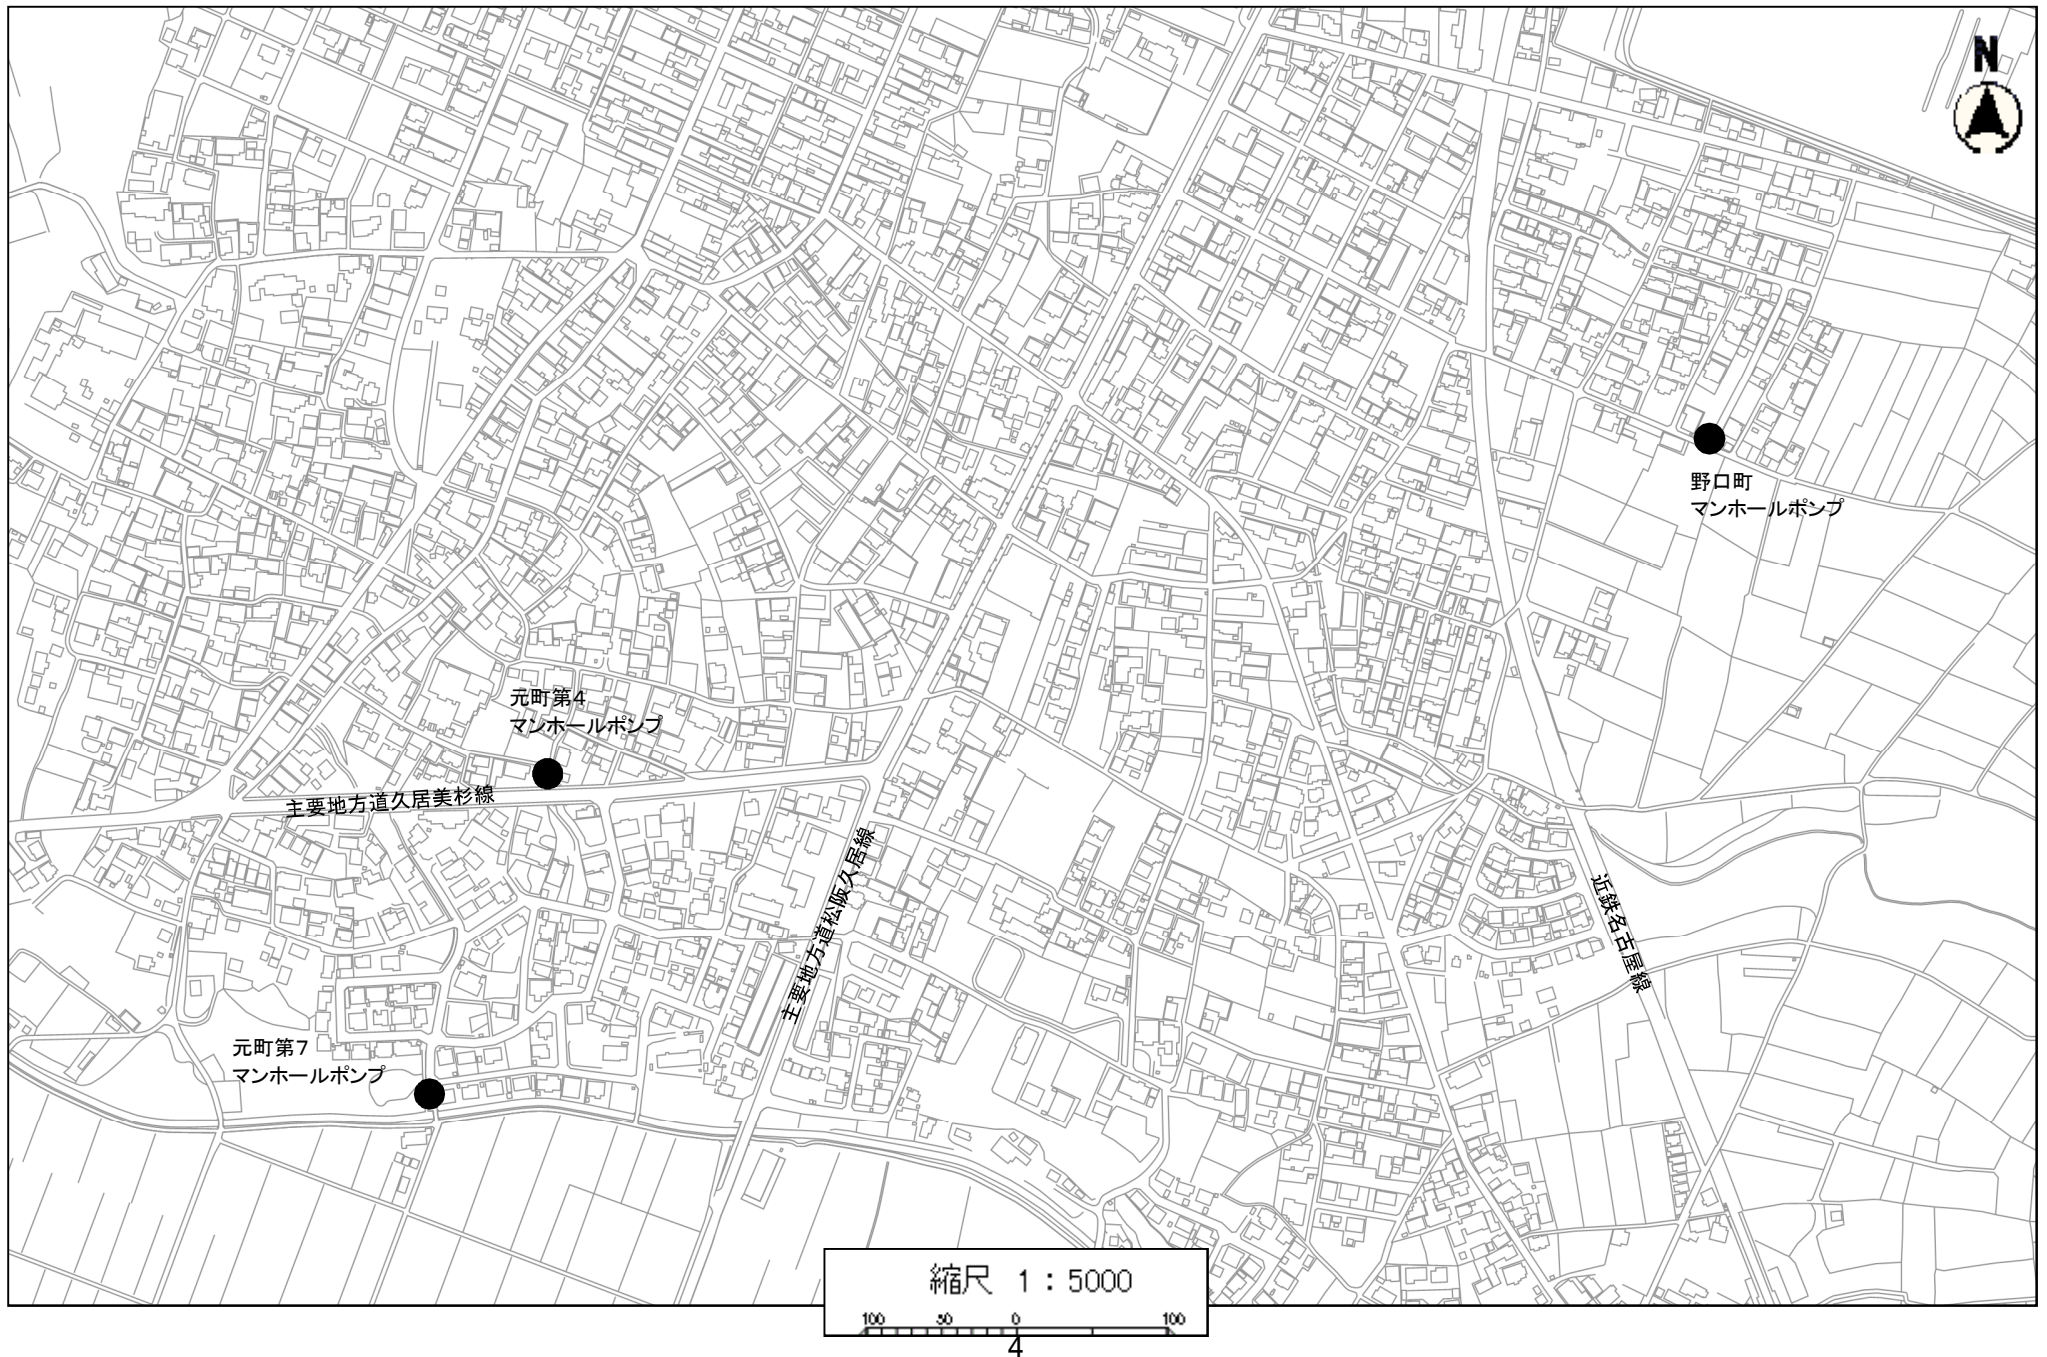 N
野口町
マンホールポンプ
元町第4
マンホールポンプ
主要地方道久居美杉線
主要地方道松阪久居線
近鉄名古屋線
元町第7
マンホールポンプ
縮尺 1:5000
100 50 0 100
4